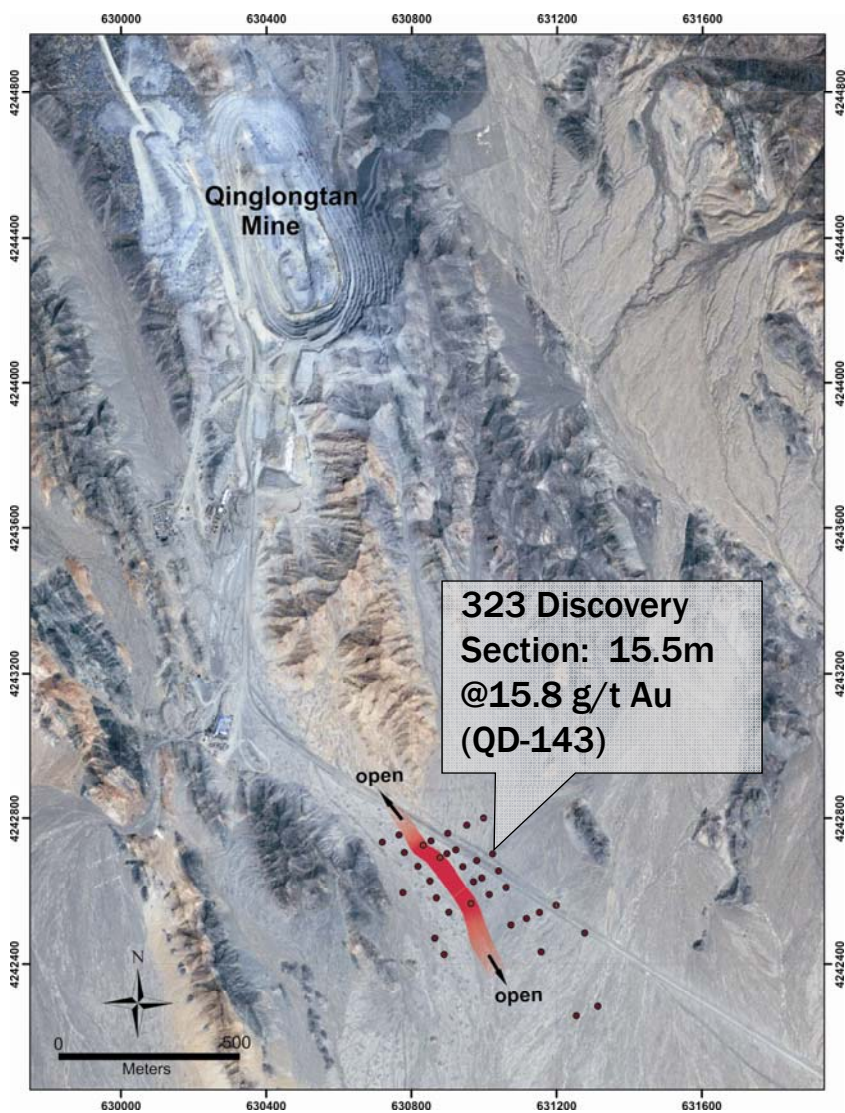 630000 630400 630800 631200 631600
4244800 4244800
Qinglongtan
Mine
4244400 4244400
4244000 4244000
4243600 4243600
323 Discovery
Section: 15.5m
@15.8 g/t Au
(QD-143)
4243200 4243200
open
4242800 4242800
4242400 4242400
N
open
0 500
Meters
630000 630400 630800 631200 631600